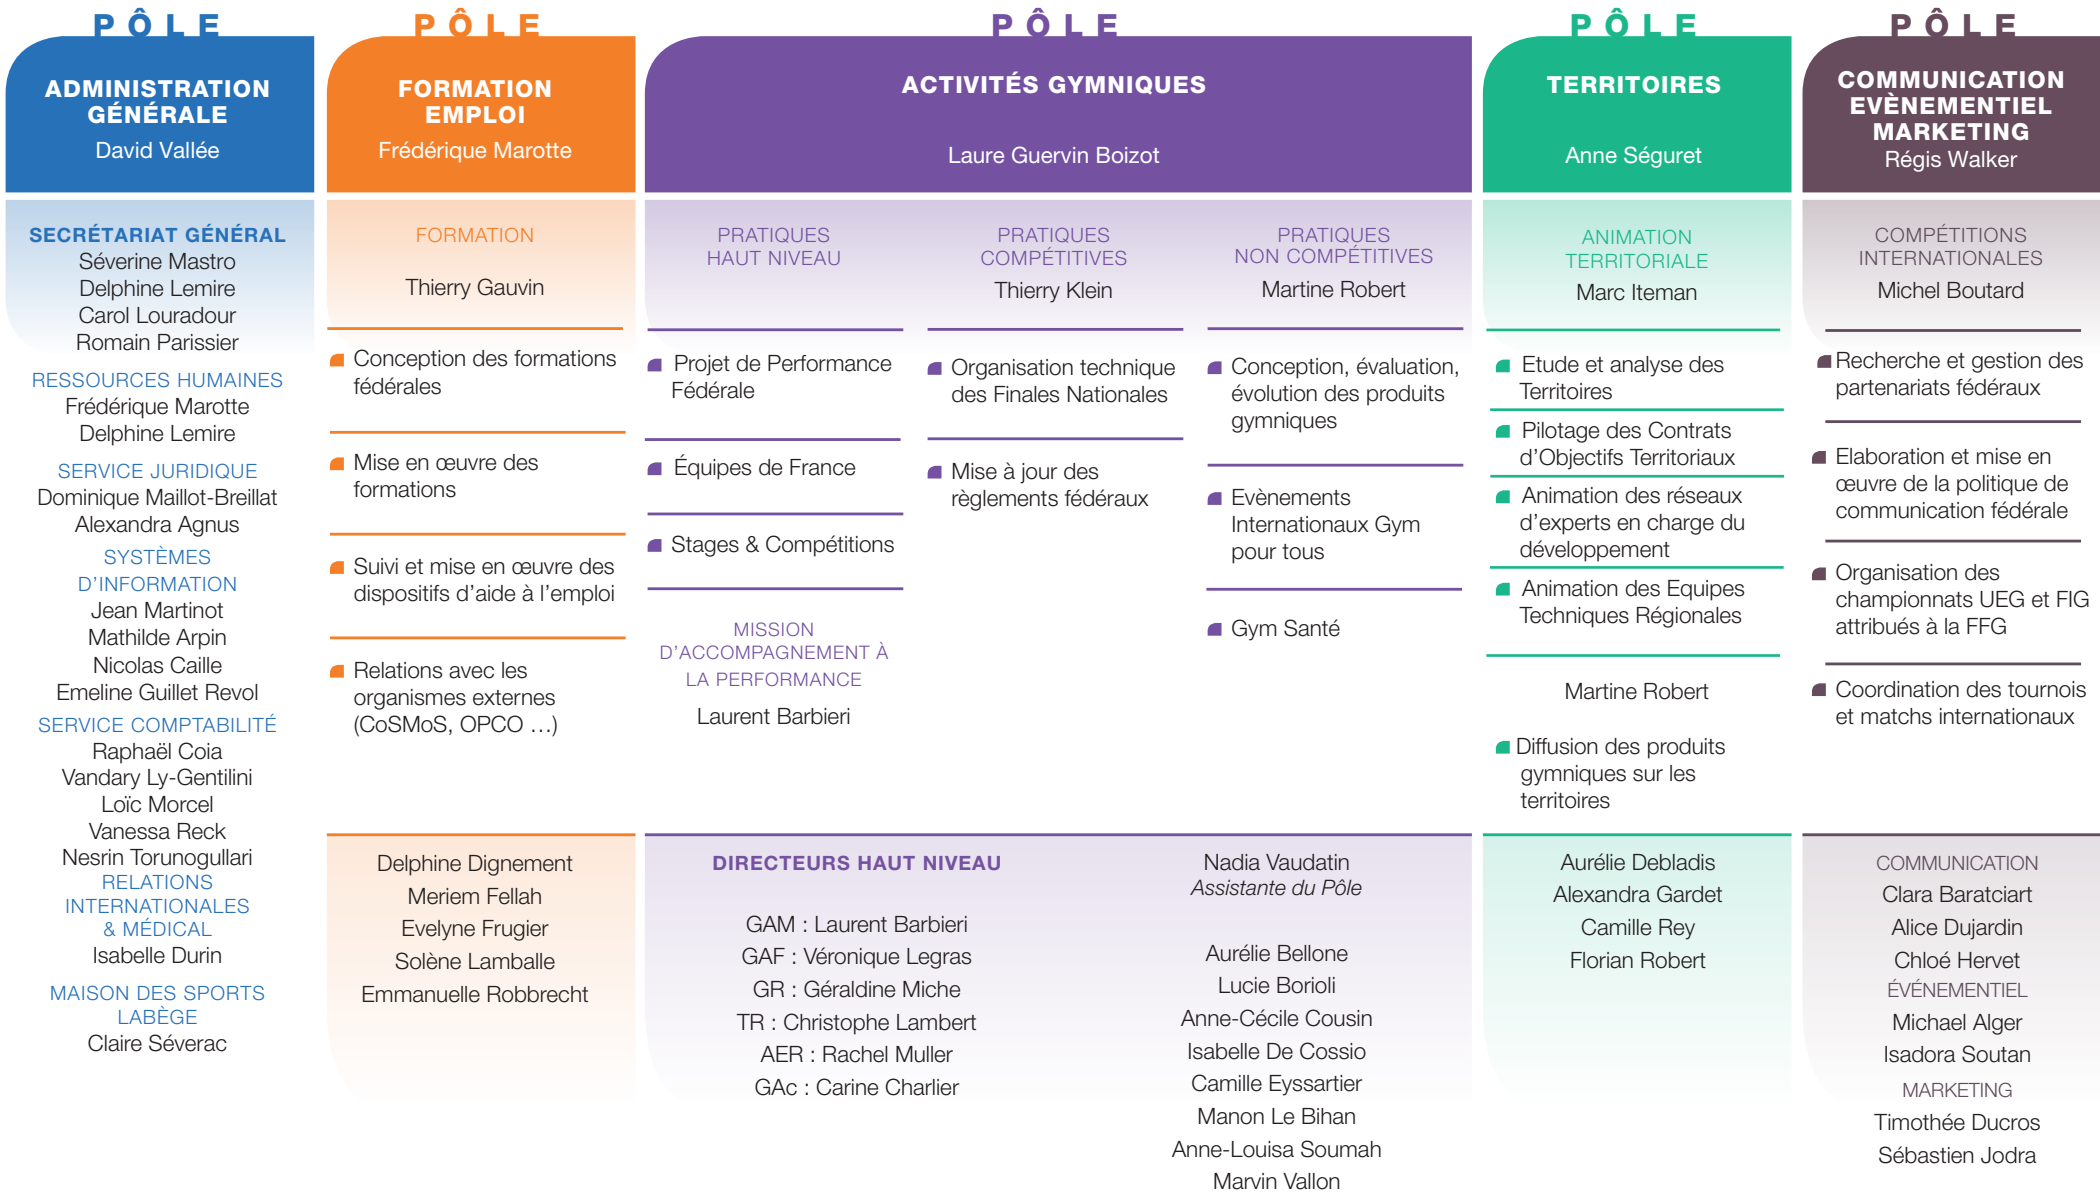 PÔLE
ADMINISTRATION
GÉNÉRALE
David Vallée
SECRÉTARIAT GÉNÉRAL
Séverine Mastro
Delphine Lemire
Carol Louradour
Romain Parissier
RESSOURCES HUMAINES
Frédérique Marotte
Delphine Lemire
SERVICE JURIDIQUE
Dominique Maillot-Breillat
Alexandra Agnus
SYSTÈMES
D’INFORMATION
Jean Martinot
Mathilde Arpin
Nicolas Caille
Emeline Guillet Revol
SERVICE COMPTABILITÉ
Raphaël Coia
Vandary Ly-Gentilini
Loïc Morcel
Vanessa Reck
Nesrin Torunogullari
RELATIONS
INTERNATIONALES
& MÉDICAL
Isabelle Durin
MAISON DES SPORTS
LABÈGE
Claire Séverac
PÔLE
FORMATION
EMPLOI
Frédérique Marotte
FORMATION
Thierry Gauvin
Conception des formations
fédérales
Mise en œuvre des
formations
Suivi et mise en œuvre des
dispositifs d’aide à l’emploi
Relations avec les
organismes externes
(CoSMoS, OPCO …)
Delphine Dignement
Meriem Fellah
Evelyne Frugier
Solène Lamballe
Emmanuelle Robbrecht
PÔLE
ACTIVITÉS GYMNIQUES
Laure Guervin Boizot
PRATIQUES
HAUT NIVEAU
Projet de Performance
Fédérale
Équipes de France
Stages & Compétitions
MISSION
D’ACCOMPAGNEMENT À
LA PERFORMANCE
Laurent Barbieri
PRATIQUES
COMPÉTITIVES
Thierry Klein
Organisation technique
des Finales Nationales
Mise à jour des
règlements fédéraux
PRATIQUES
NON COMPÉTITIVES
Martine Robert
Conception, évaluation,
évolution des produits
gymniques
Evènements
Internationaux Gym
pour tous
Gym Santé
DIRECTEURS HAUT NIVEAU
GAM : Laurent Barbieri
GAF : Véronique Legras
GR : Géraldine Miche
TR : Christophe Lambert
AER : Rachel Muller
GAc : Carine Charlier
Nadia Vaudatin
Assistante du Pôle
Aurélie Bellone
Lucie Borioli
Anne-Cécile Cousin
Isabelle De Cossio
Camille Eyssartier
Manon Le Bihan
Anne-Louisa Soumah
Marvin Vallon
PÔLE
TERRITOIRES
Anne Séguret
ANIMATION
TERRITORIALE
Marc Iteman
Etude et analyse des
Territoires
Pilotage des Contrats
d’Objectifs Territoriaux
Animation des réseaux
d’experts en charge du
développement
Animation des Equipes
Techniques Régionales
Martine Robert
Diffusion des produits
gymniques sur les
territoires
Aurélie Debladis
Alexandra Gardet
Camille Rey
Florian Robert
PÔLE
COMMUNICATION
EVÈNEMENTIEL
MARKETING
Régis Walker
COMPÉTITIONS
INTERNATIONALES
Michel Boutard
Recherche et gestion des
partenariats fédéraux
Elaboration et mise en
œuvre de la politique de
communication fédérale
Organisation des
championnats UEG et FIG
attribués à la FFG
Coordination des tournois
et matchs internationaux
COMMUNICATION
Clara Baratciart
Alice Dujardin
Chloé Hervet
ÉVÉNEMENTIEL
Michael Alger
Isadora Soutan
MARKETING
Timothée Ducros
Sébastien Jodra